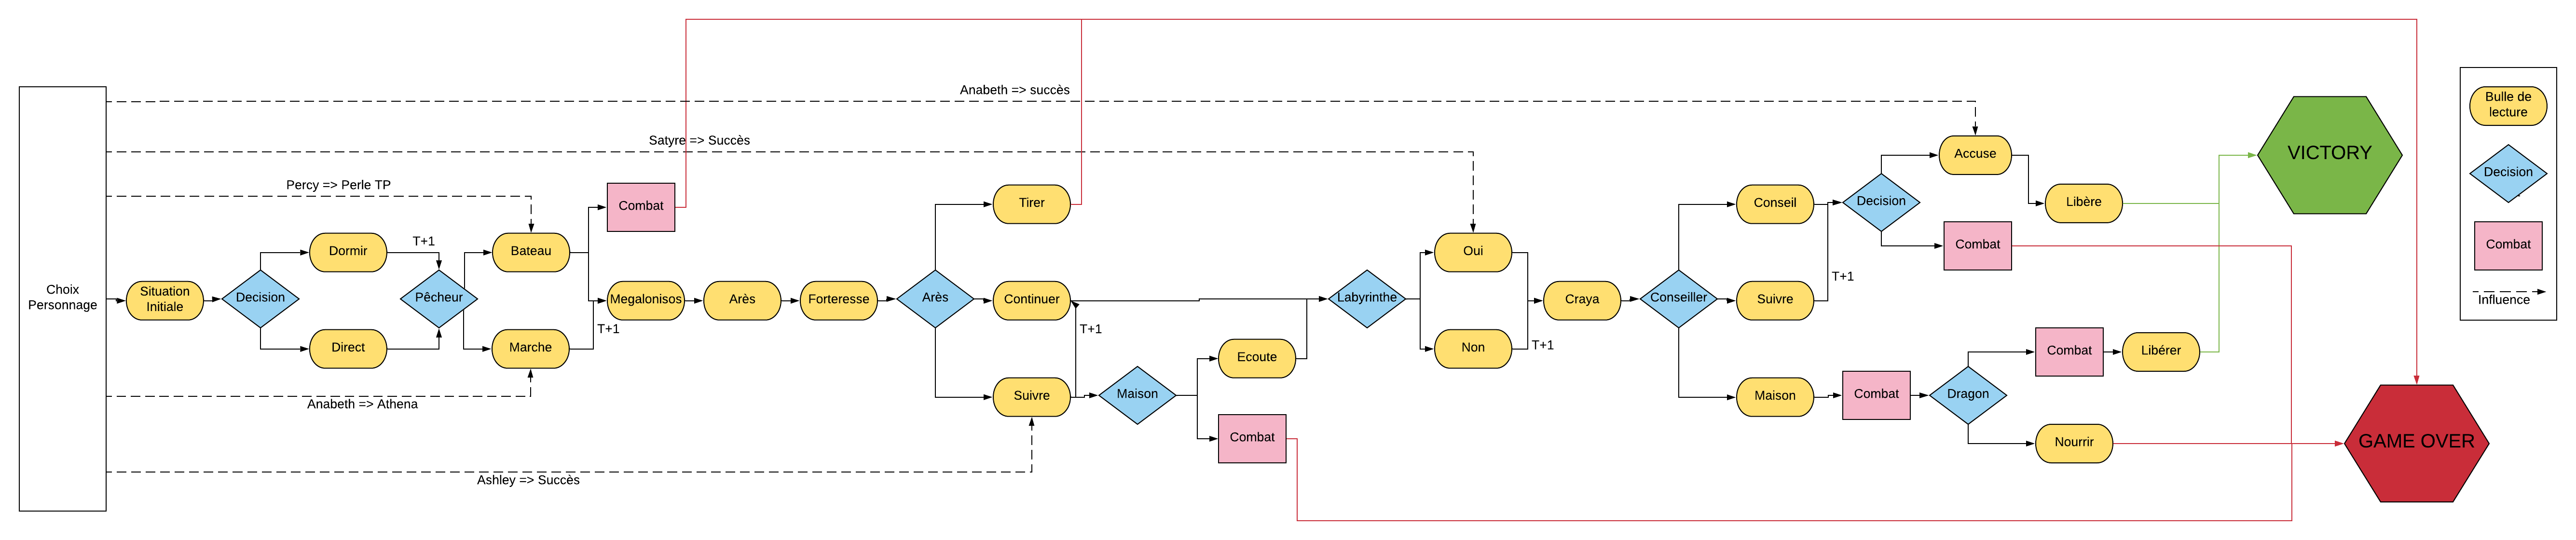 Choix
Personnage
Anabeth => succès
Satyre => Succès
Percy => Perle TP
Anabeth => Athena
Ashley => Succès
Situation
Initiale
Decision
Dormir
Direct
T+1
Pêcheur
Bateau
Marche
Combat
T+1
Megalonisos
Arès
Forteresse
Arès
Tirer
Continuer
Suivre
T+1
Maison
Ecoute
Combat
Labyrinthe
Oui
Non
T+1
Craya
Conseiller
Conseil
Suivre
Maison
T+1
Decision
Accuse
Combat
Libère
Combat
Dragon
Combat
Libérer
Nourrir
VICTORY
GAME OVER
Bulle de
lecture
Decision
Combat
Influence